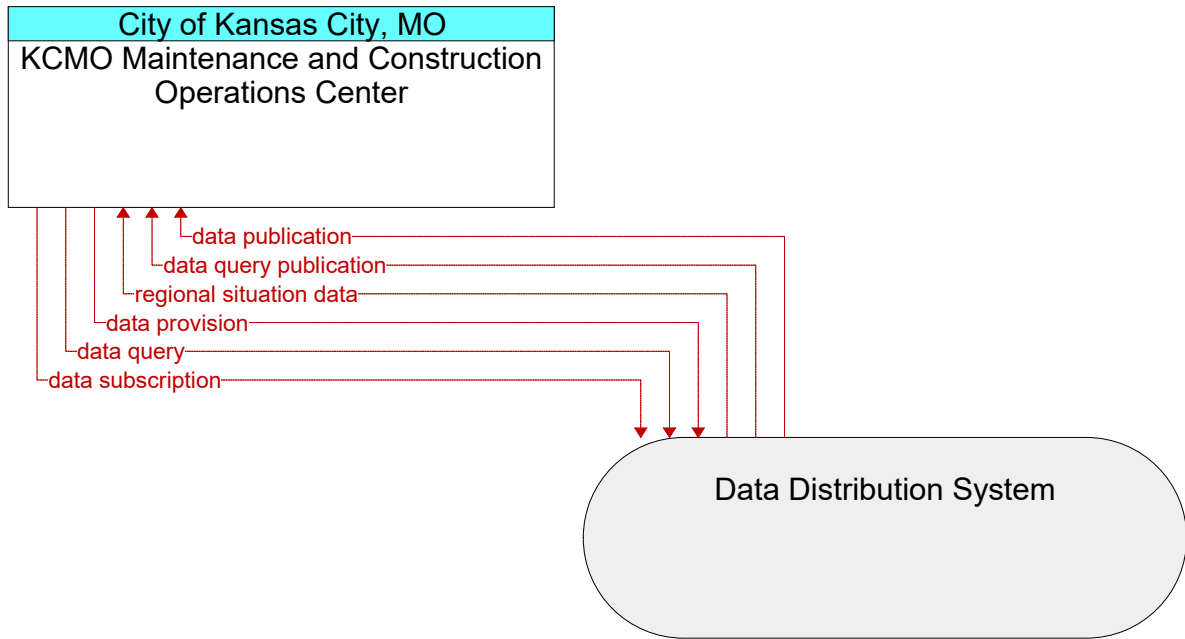 City of Kansas City, MO
KCMO Maintenance and Construction
Operations Center
data publication
data query publication
regional situation data
data provision
data query
data subscription
Data Distribution System